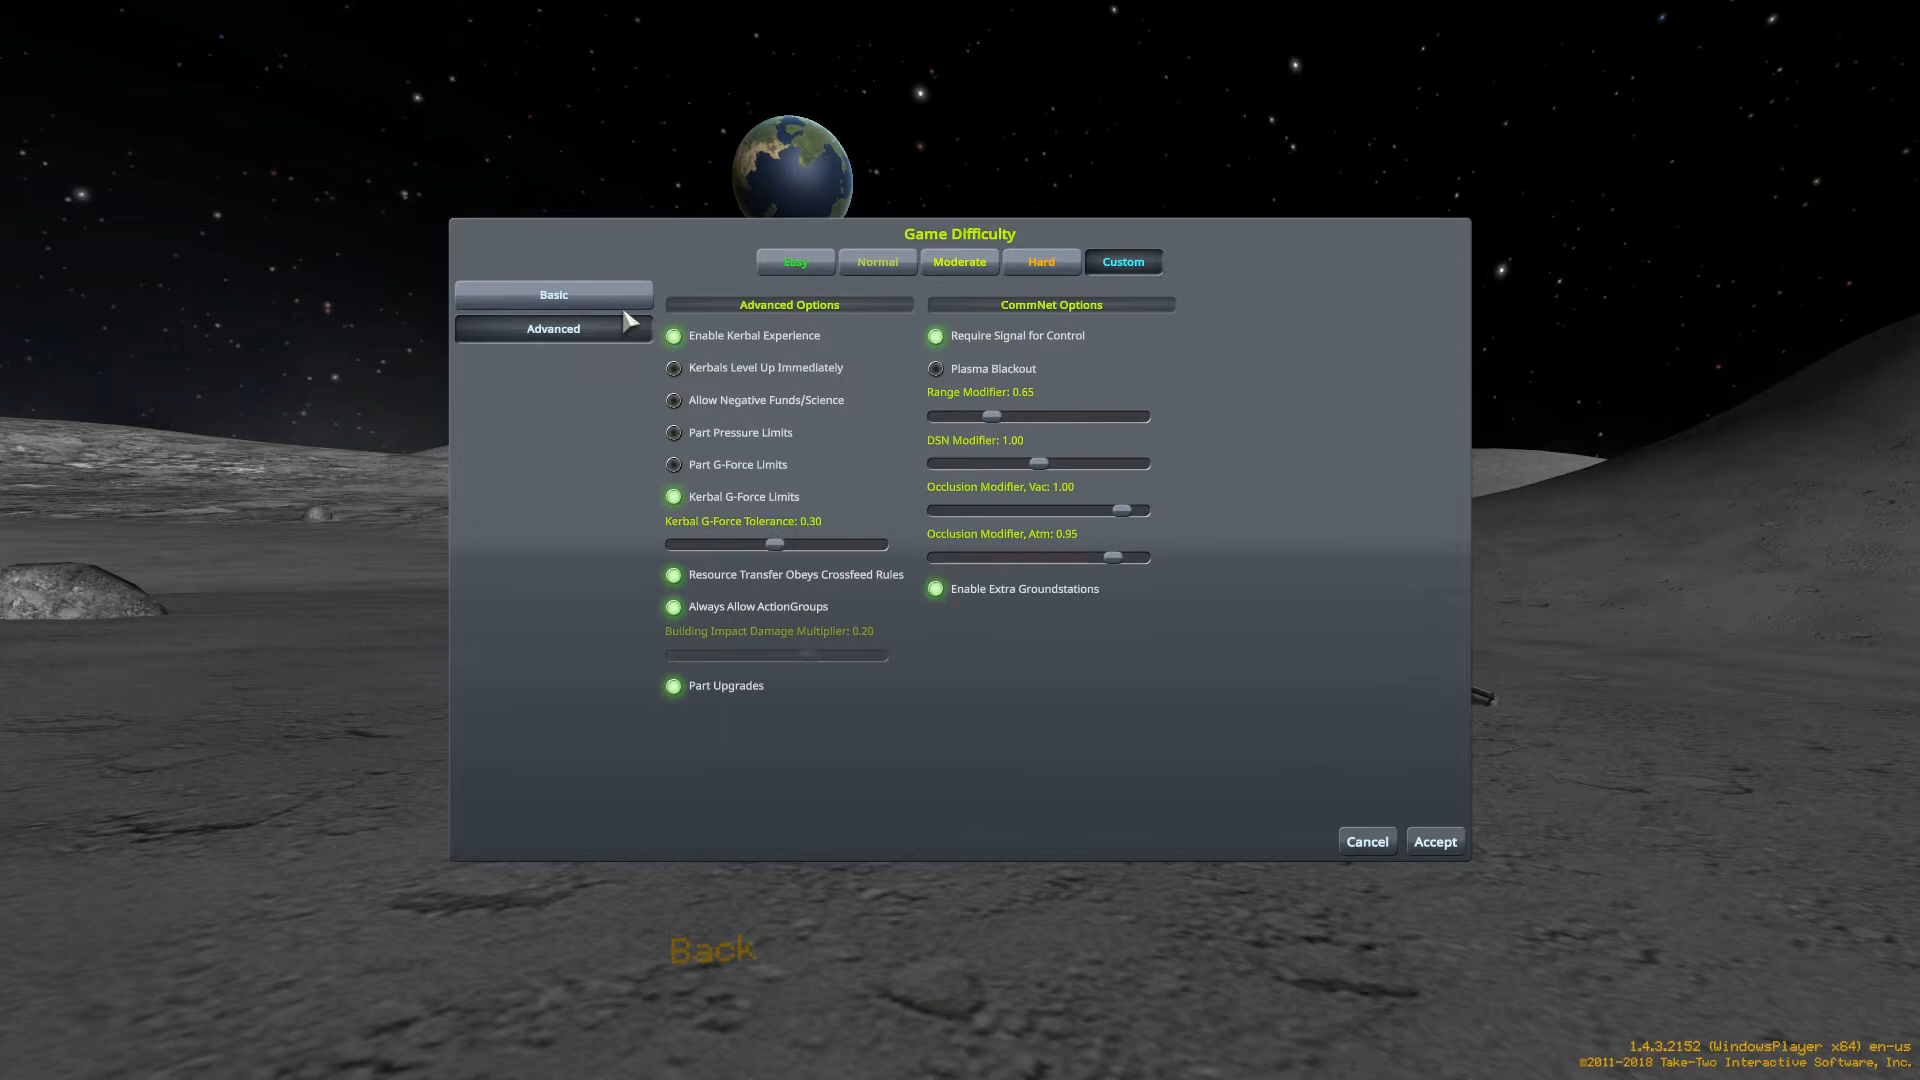 Game Difficulty
Easy
Normal
Moderate
Hard
Custom
Basic
Advanced
Advanced Options
Enable Kerbal Experience
Kerbals Level Up Immediately
Allow Negative Funds/Science
Part Pressure Limits
Part G-Force Limits
Kerbal G-Force Limits
Kerbal G-Force Tolerance: 0.30
Resource Transfer Obeys Crossfeed Rules
Always Allow ActionGroups
Building Impact Damage Multiplier: 0.20
Part Upgrades
CommNet Options
Require Signal for Control
Plasma Blackout
Range Modifier: 0.65
DSN Modifier: 1.00
Occlusion Modifier, Vac: 1.00
Occlusion Modifier, Atm: 0.95
Enable Extra Groundstations
Cancel
Accept
Back
1.4.3.2152 (WindowsPlayer x64) en-us
©2011-2018 Take-Two Interactive Software, Inc.